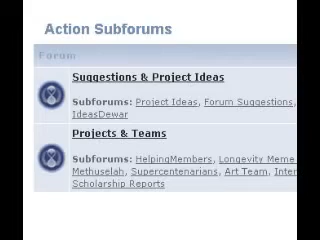 Action Subforums
Forum
Suggestions & Project Ideas
Subforums: Project Ideas, Forum Suggestions,
IdeasDewar
Projects & Teams
Subforums: HelpingMembers, Longevity Meme
Methuselah, Supercentenarians, Art Team, Inter
Scholarship Reports